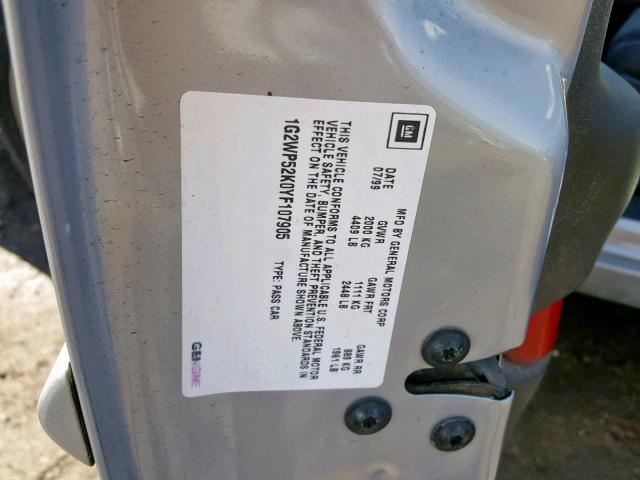 GM
MFD BY GENERAL MOTORS CORP
DATE GVWR GAWR FRT GAWR RR
07/99 2000 KG 1111 KG 889 KG
4409 LB 2448 LB 1961 LB
THIS VEHICLE CONFORMS TO ALL APPLICABLE U.S. FEDERAL MOTOR
VEHICLE SAFETY, BUMPER, AND THEFT PREVENTION STANDARDS IN
EFFECT ON THE DATE OF MANUFACTURE SHOWN ABOVE.
1G2WP52K0YF107905 TYPE: PASS CAR